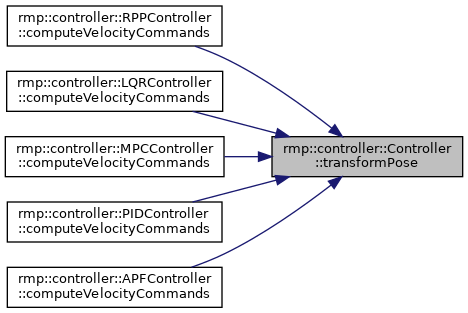 rmp::controller::RPPController
::computeVelocityCommands
rmp::controller::LQRController
::computeVelocityCommands
rmp::controller::MPCController
::computeVelocityCommands
rmp::controller::Controller
::transformPose
rmp::controller::PIDController
::computeVelocityCommands
rmp::controller::APFController
::computeVelocityCommands